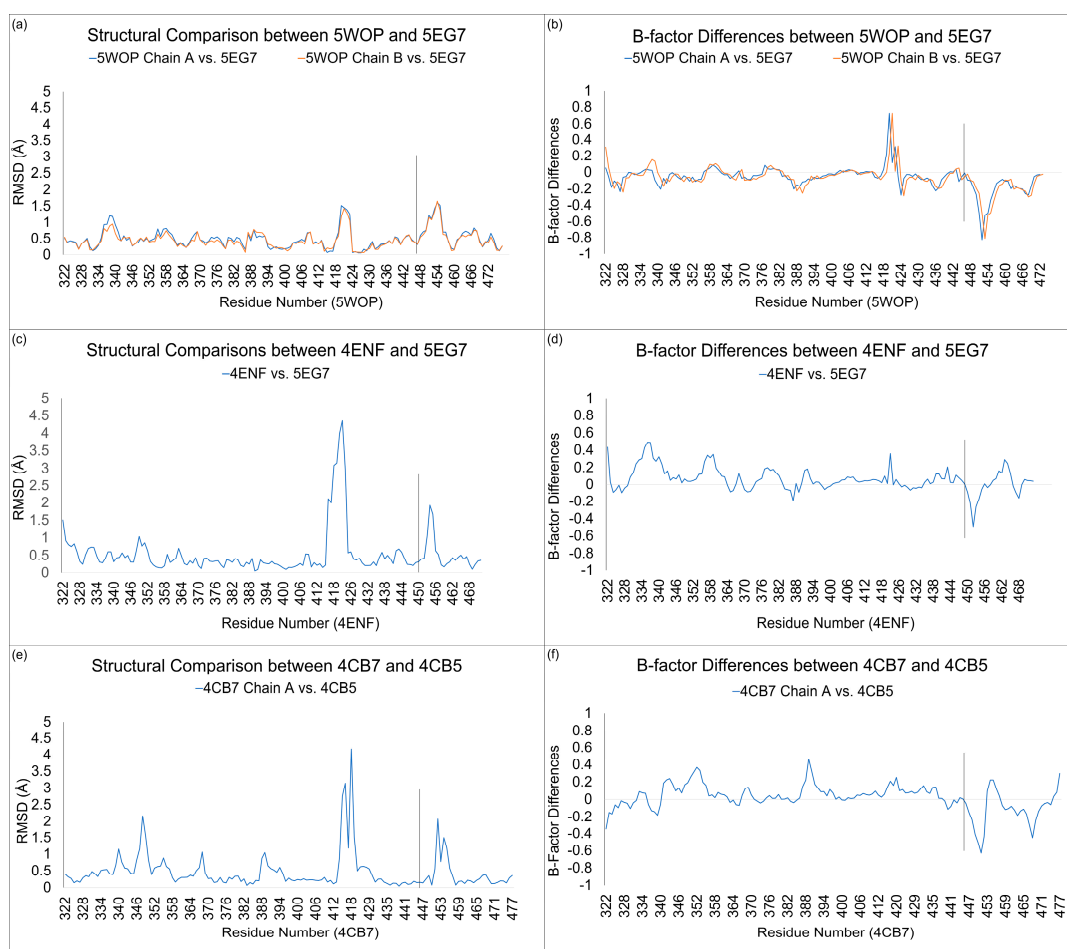 (a)
Structural Comparison between 5WOP and 5EG7
5WOP Chain A vs. 5EG7 5WOP Chain B vs. 5EG7
RMSD (Å)
5
4.5
4
3.5
3
2.5
2
1.5
1
0.5
0
322 328 334 340 346 352 358 364 370 376 382 388 394 400 406 412 418 424 430 436 442 448 454 460 466 472
Residue Number (5WOP)
(b)
B-factor Differences between 5WOP and 5EG7
5WOP Chain A vs. 5EG7 5WOP Chain B vs. 5EG7
B-factor Differences
1
0.8
0.6
0.4
0.2
0
-0.2
-0.4
-0.6
-0.8
-1
322 328 334 340 346 352 358 364 370 376 382 388 394 400 406 412 418 424 430 436 442 448 454 460 466 472
Residue Number (5WOP)
(c)
Structural Comparisons between 4ENF and 5EG7
4ENF vs. 5EG7
RMSD (Å)
5
4.5
4
3.5
3
2.5
2
1.5
1
0.5
0
322 328 334 340 346 352 358 364 370 376 382 388 394 400 406 412 418 426 432 438 444 450 456 462 468
Residue Number (4ENF)
(d)
B-factor Differences between 4ENF and 5EG7
4ENF vs. 5EG7
B-factor Differences
1
0.8
0.6
0.4
0.2
0
-0.2
-0.4
-0.6
-0.8
-1
322 328 334 340 346 352 358 364 370 376 382 388 394 400 406 412 418 426 432 438 444 450 456 462 468
Residue Number (4ENF)
(e)
Structural Comparison between 4CB7 and 4CB5
4CB7 Chain A vs. 4CB5
RMSD (Å)
5
4.5
4
3.5
3
2.5
2
1.5
1
0.5
0
322 328 334 340 346 352 358 364 370 376 382 388 394 400 406 412 418 429 435 441 447 453 459 465 471 477
Residue Number (4CB7)
(f)
B-factor Differences between 4CB7 and 4CB5
4CB7 Chain A vs. 4CB5
B-factor Differences
1
0.8
0.6
0.4
0.2
0
-0.2
-0.4
-0.6
-0.8
-1
322 328 334 340 346 352 358 364 370 376 382 388 394 400 406 412 418 429 435 441 447 453 459 465 471 477
Residue Number (4CB7)